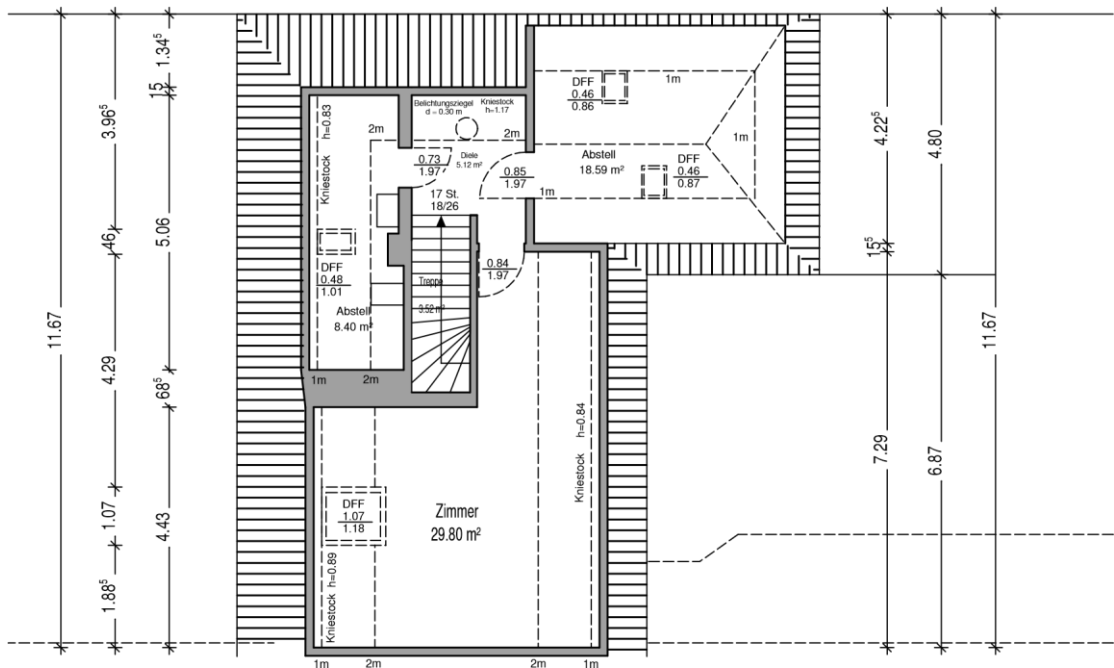 1.34⁵
15
3.96⁵
46
5.06
11.67
4.29
68⁵
1.07
4.43
1.88⁵
Kniestock h=0.83
2m
Belichtungsziegel
d = 0.30 m
Kniestock
h=1.17
2m
Diele
5.12 m²
0.73
1.97
0.85
1.97
17 St.
18/26
DFF
0.46
0.86
1m
1m
Abstell
18.59 m²
DFF
0.46
0.87
1m
DFF
0.48
1.01
Abstell
8.40 m²
Treppe
3.52 m²
0.84
1.97
1m
2m
Kniestock h=0.84
DFF
1.07
1.18
Zimmer
29.80 m²
Kniestock h=0.89
1m
2m
2m
1m
4.22⁵
4.80
15⁵
11.67
7.29
6.87